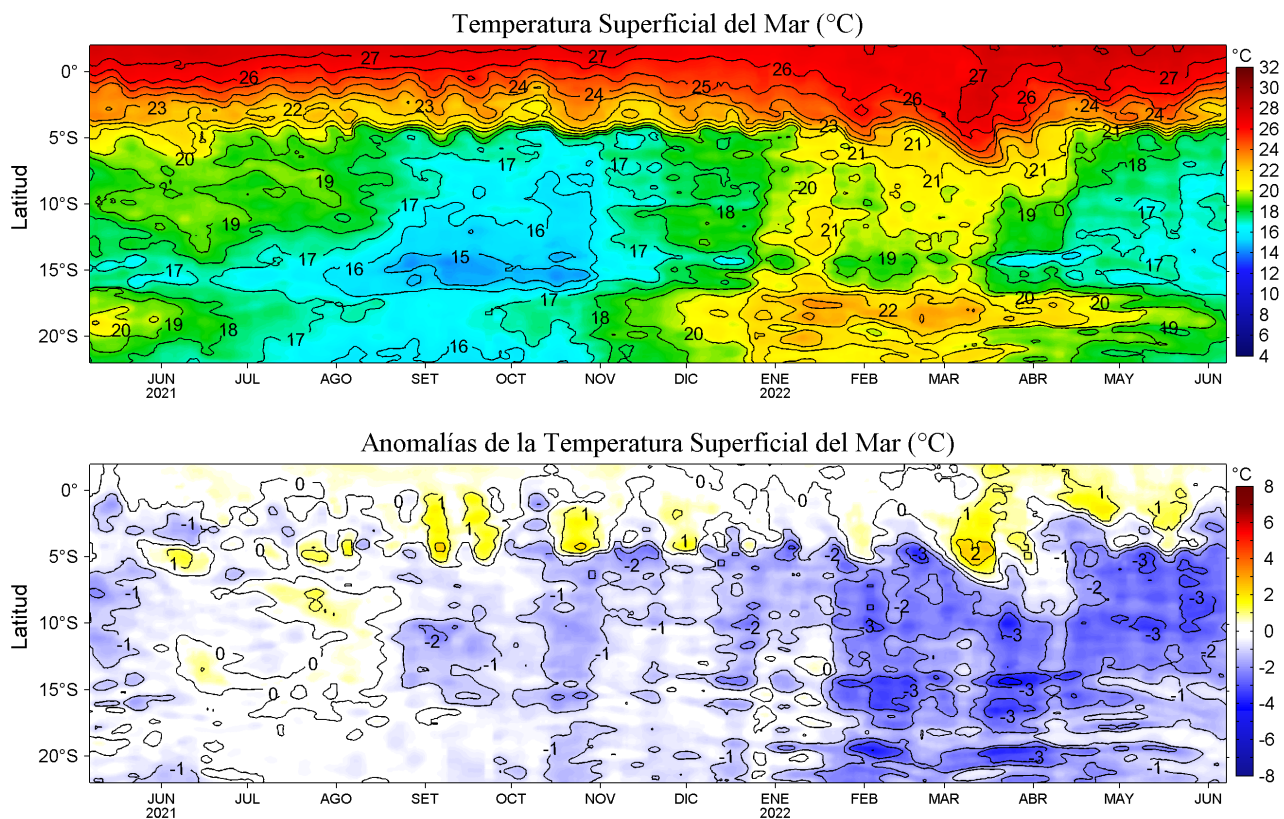 Temperatura Superficial del Mar (°C)
Latitud
0°
5°S
10°S
15°S
20°S
27 27 27 27 27
26 26 26 26
25
24 24 24 24
23 23 23
22
21 21 21 21 21 21
20 20 20 20 20 20
19 19 19 19 19 19
18 18 18 18
17 17 17 17 17 17 17 17 17
16 16 16
15
22
JUN JUL AGO SET OCT NOV DIC ENE FEB MAR ABR MAY JUN
2021 2022
°C
32
30
28
26
24
22
20
18
16
14
12
10
8
6
4
Anomalías de la Temperatura Superficial del Mar (°C)
Latitud
0°
5°S
10°S
15°S
20°S
0 0 0 0 0 0
1 1 1 1 1 1 1
-1 -1 -1 -1 -1 -1 -1 -1 -1
-2 -2 -2 -2 -2 -2
-3 -3 -3 -3 -3 -3 -3
2
JUN JUL AGO SET OCT NOV DIC ENE FEB MAR ABR MAY JUN
2021 2022
°C
8
6
4
2
0
-2
-4
-6
-8